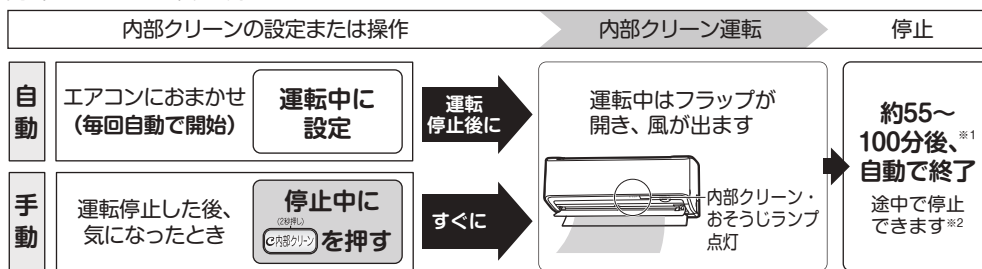 内部クリーンの設定または操作
内部クリーン運転
停止
自動
エアコンにおまかせ
(毎回自動で開始)
運転中に
設定
運転
停止後に
手動
運転停止した後、
気になったとき
停止中に
(2秒押し)
内部クリーン を押す
すぐに
運転中はフラップが
開き、風が出ます
内部クリーン・
おそうじランプ
点灯
約55〜
100分後、※1
自動で終了
途中で停止
できます※2